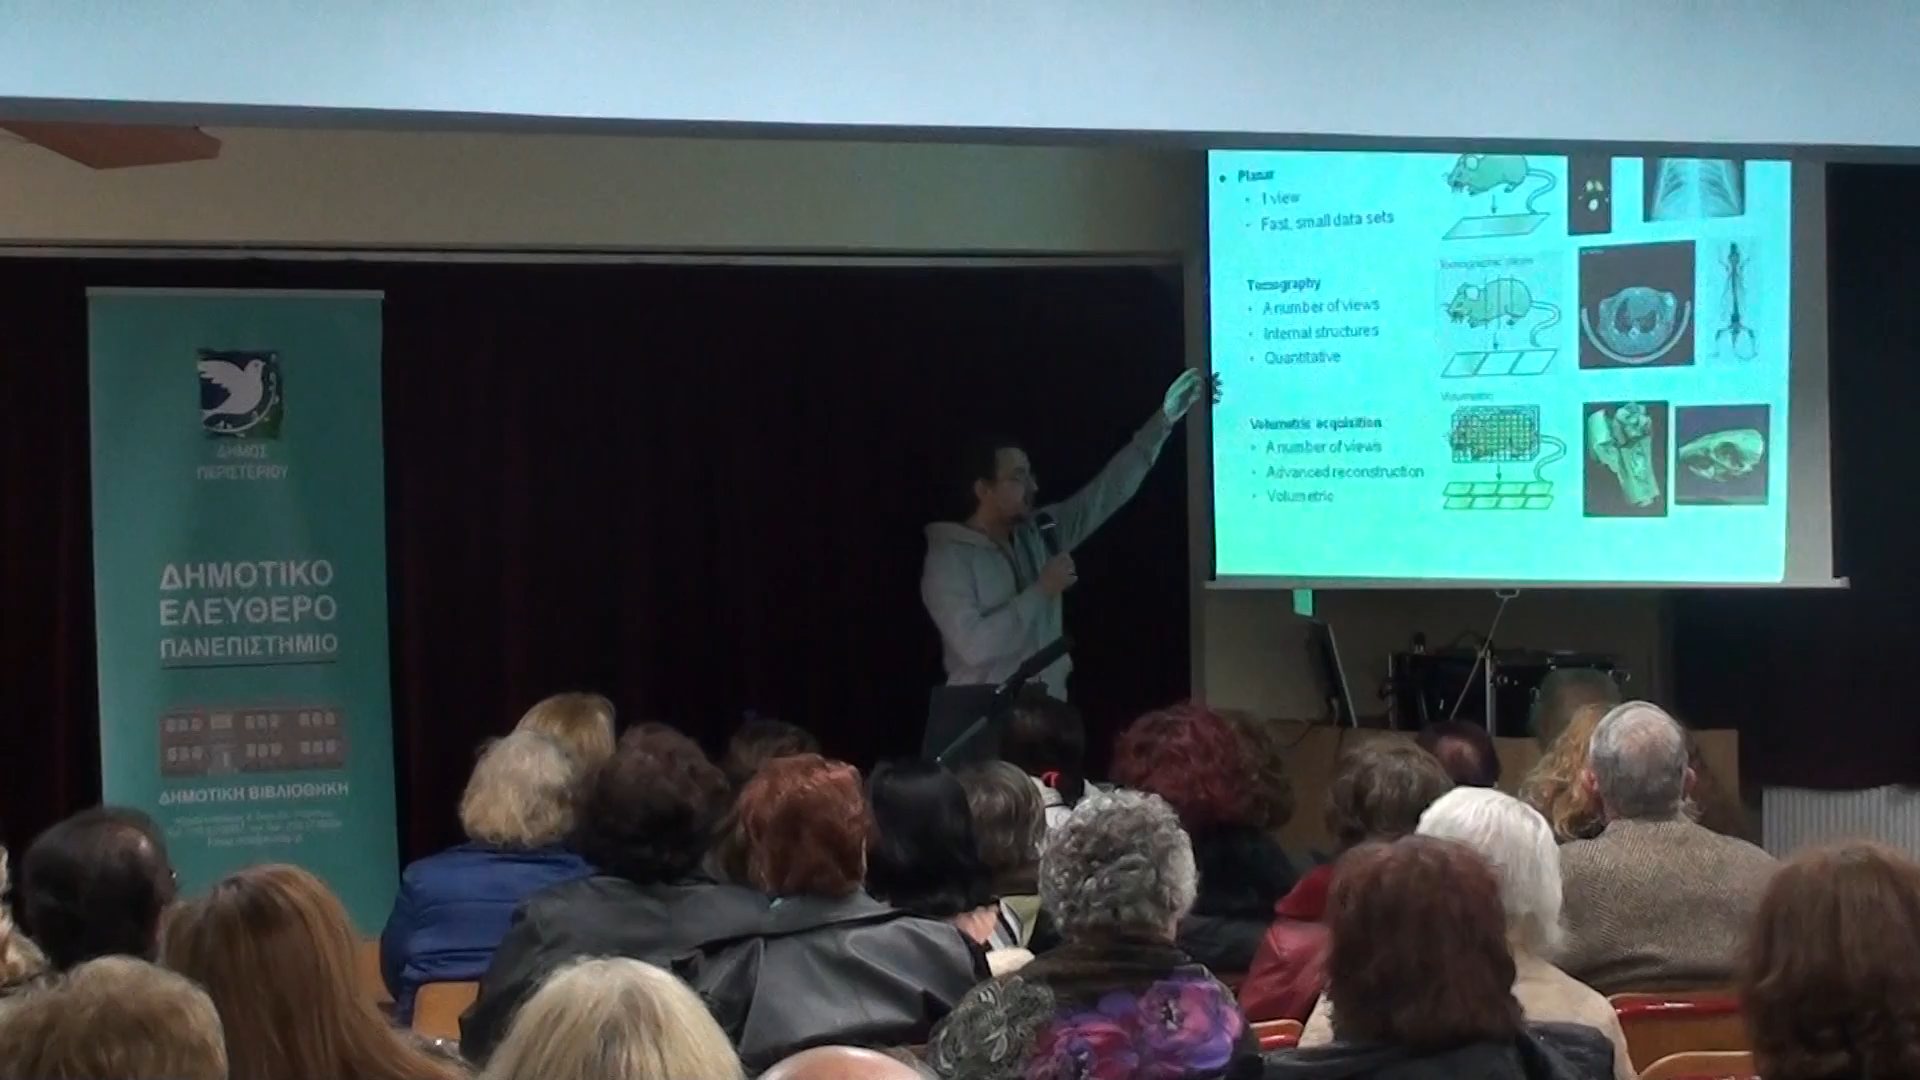 ΔΗΜΟΣ
ΠΕΡΙΣΤΕΡΙΟΥ
ΔΗΜΟΤΙΚΟ
ΕΛΕΥΘΕΡΟ
ΠΑΝΕΠΙΣΤΗΜΙΟ
ΔΗΜΟΤΙΚΗ ΒΙΒΛΙΟΘΗΚΗ
• Planar
• 1 view
• Fast, small data sets
Tomography
• A number of views
• Internal structures
• Quantitative
Volumetric acquisition
• A number of views
• Advanced reconstruction
• Volumetric
Volumetric